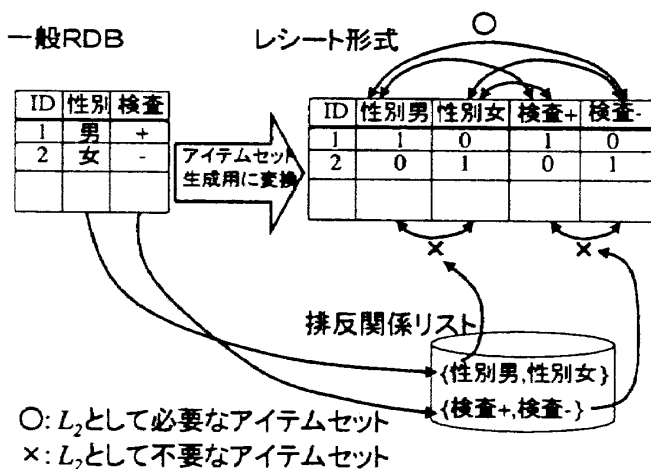 一般RDB
レシート形式
○
ID 性別 検査
1 男 +
2 女 -
アイテムセット
生成用に変換
ID 性別男 性別女 検査+ 検査-
1 1 0 1 0
2 0 1 0 1
× ×
排反関係リスト
{性別男,性別女}
{検査+,検査-}
○: L₂として必要なアイテムセット
×: L₂として不要なアイテムセット